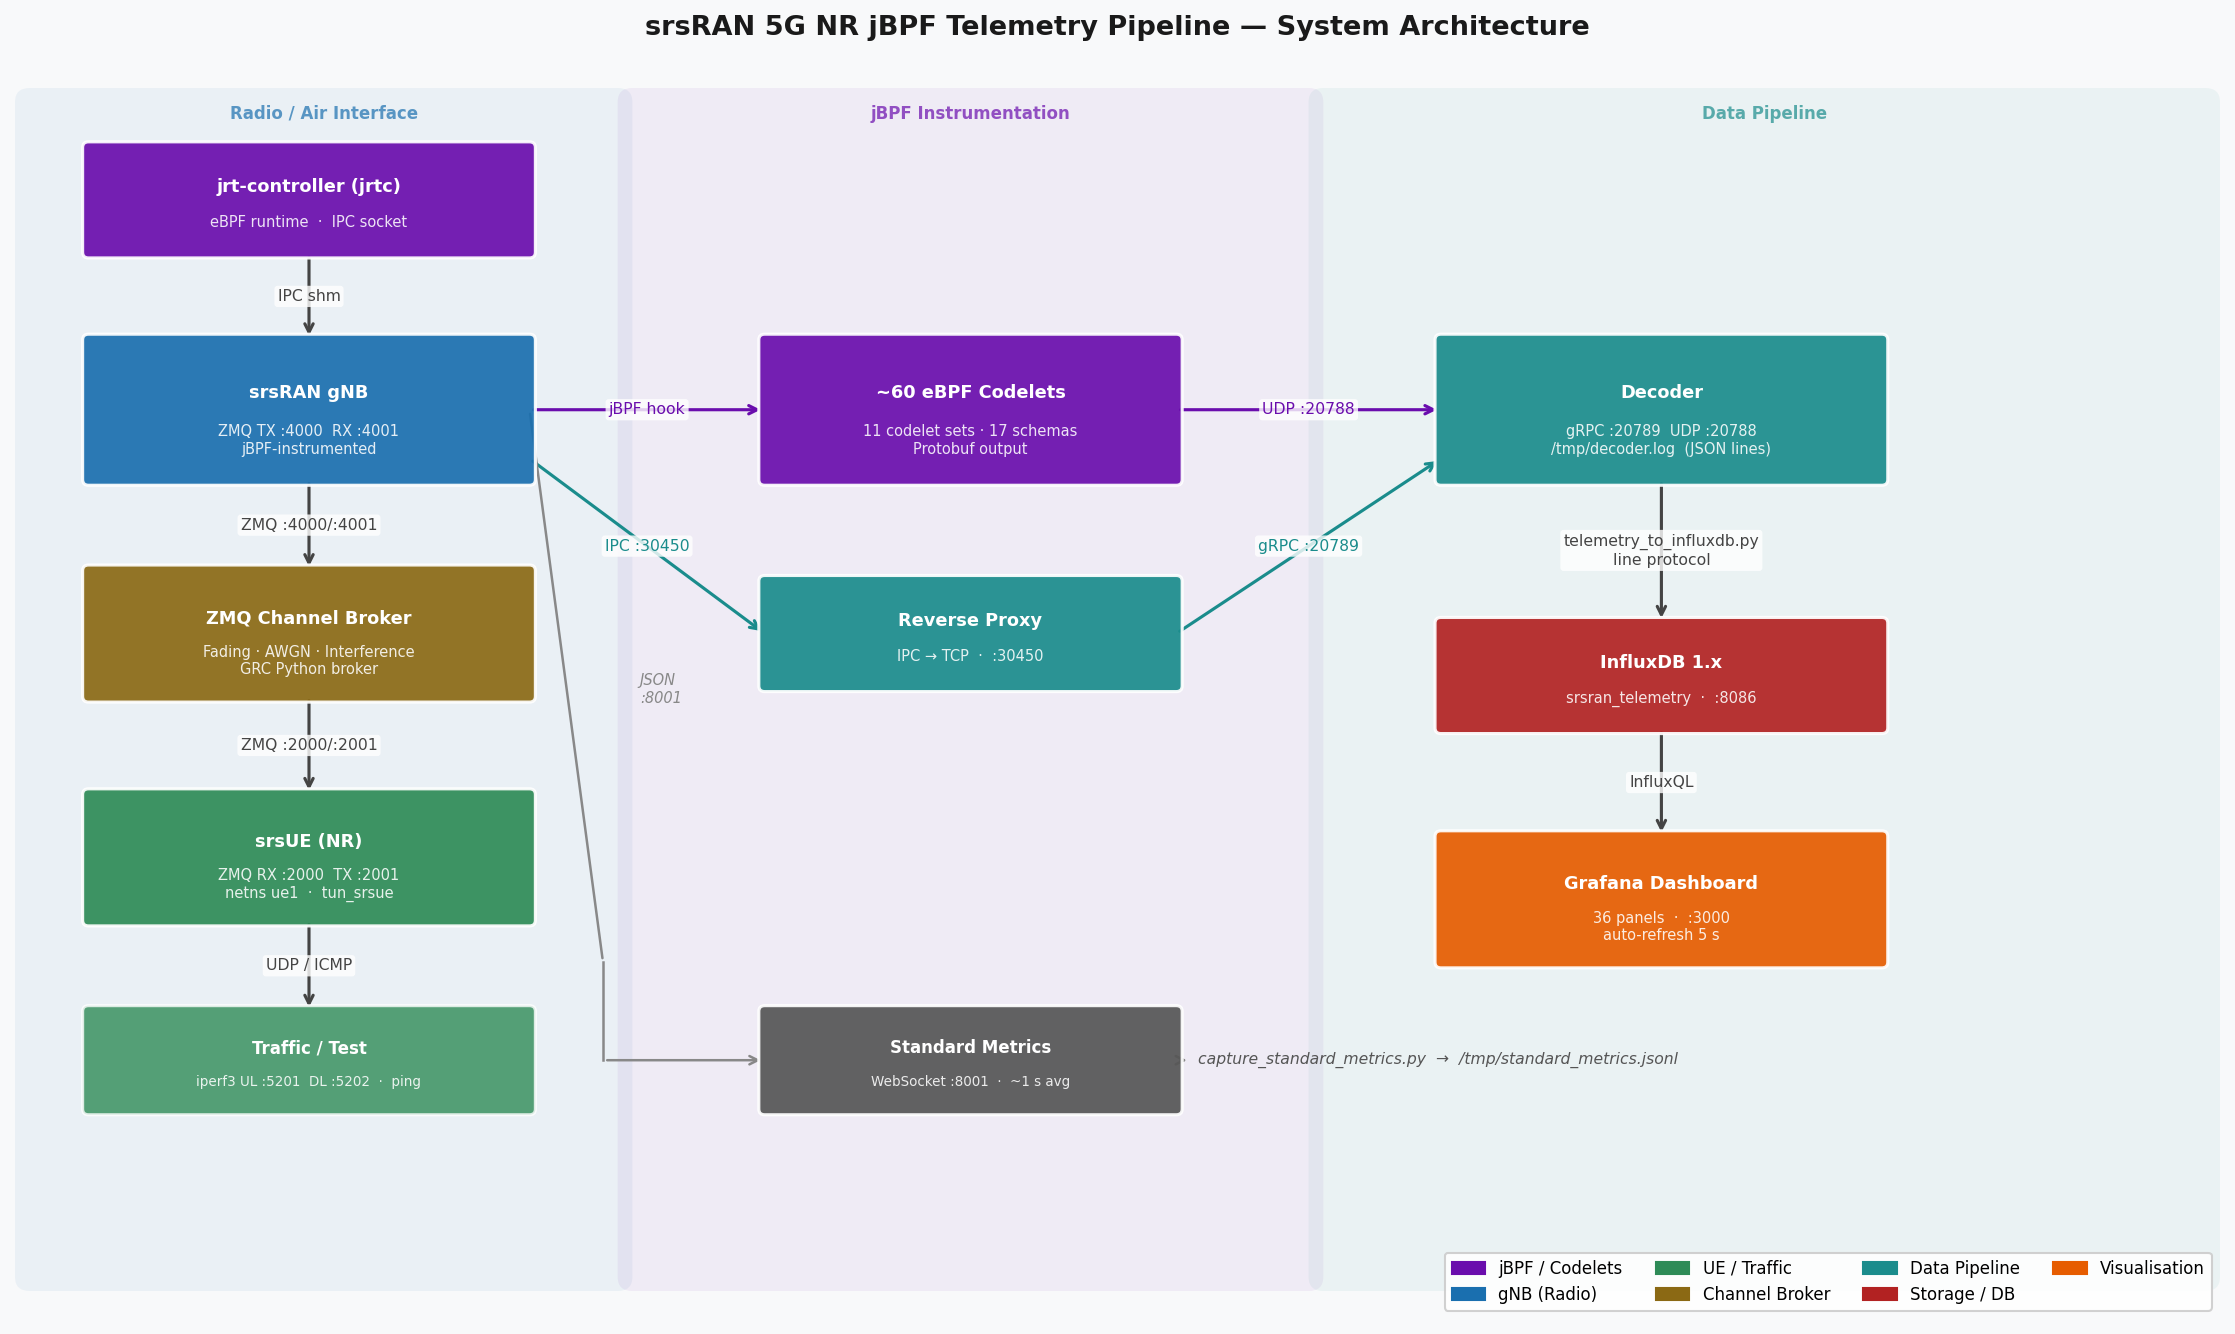 srsRAN 5G NR jBPF Telemetry Pipeline — System Architecture
Radio / Air Interface
jrt-controller (jrtc)
eBPF runtime · IPC socket
IPC shm
srsRAN gNB
ZMQ TX :4000 RX :4001
jBPF-instrumented
ZMQ :4000/:4001
ZMQ Channel Broker
Fading · AWGN · Interference
GRC Python broker
ZMQ :2000/:2001
srsUE (NR)
ZMQ RX :2000 TX :2001
netns ue1 · tun_srsue
UDP / ICMP
Traffic / Test
iperf3 UL :5201 DL :5202 · ping
jBPF Instrumentation
jBPF hook
~60 eBPF Codelets
11 codelet sets · 17 schemas
Protobuf output
IPC :30450
Reverse Proxy
IPC → TCP · :30450
JSON
:8001
Standard Metrics
WebSocket :8001 · ~1 s avg
Data Pipeline
UDP :20788
Decoder
gRPC :20789 UDP :20788
/tmp/decoder.log (JSON lines)
gRPC :20789
telemetry_to_influxdb.py
line protocol
InfluxDB 1.x
srsran_telemetry · :8086
InfluxQL
Grafana Dashboard
36 panels · :3000
auto-refresh 5 s
capture_standard_metrics.py → /tmp/standard_metrics.jsonl
jBPF / Codelets
gNB (Radio)
UE / Traffic
Channel Broker
Data Pipeline
Storage / DB
Visualisation